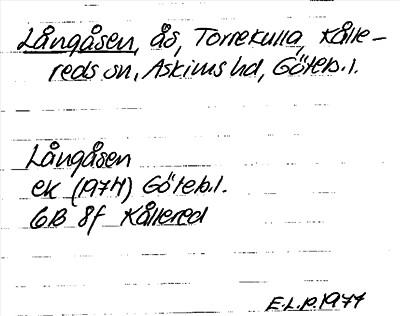 Långåsen, ås, Torrekulla, Kålle-
reds sn, Askims hd, Göteb. l.
Långåsen
ek (1974) Göteb. l.
6B 8f Kållered
E.L.p. 1974